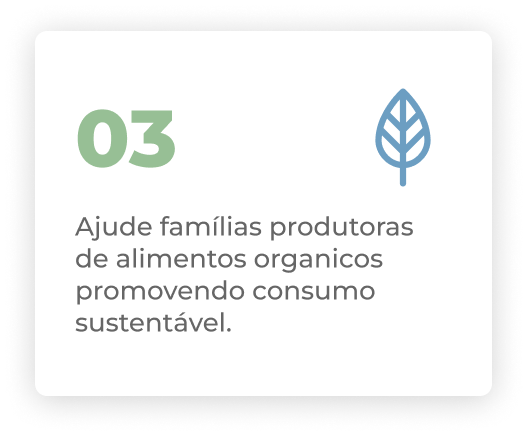 03
Ajude famílias produtoras
de alimentos organicos
promovendo consumo
sustentável.